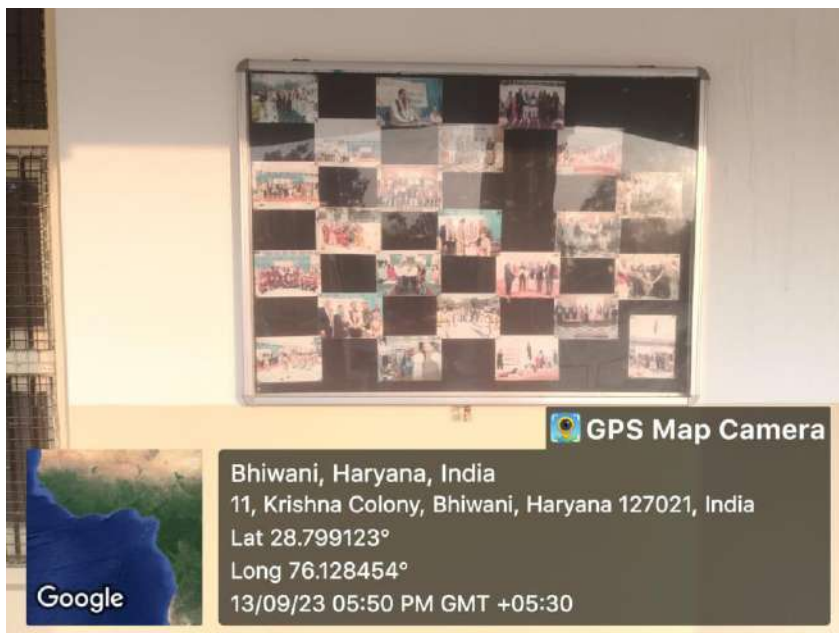 GPS Map Camera
Bhiwani, Haryana, India
11, Krishna Colony, Bhiwani, Haryana 127021, India
Lat 28.799123°
Long 76.128454°
13/09/23 05:50 PM GMT +05:30
Google